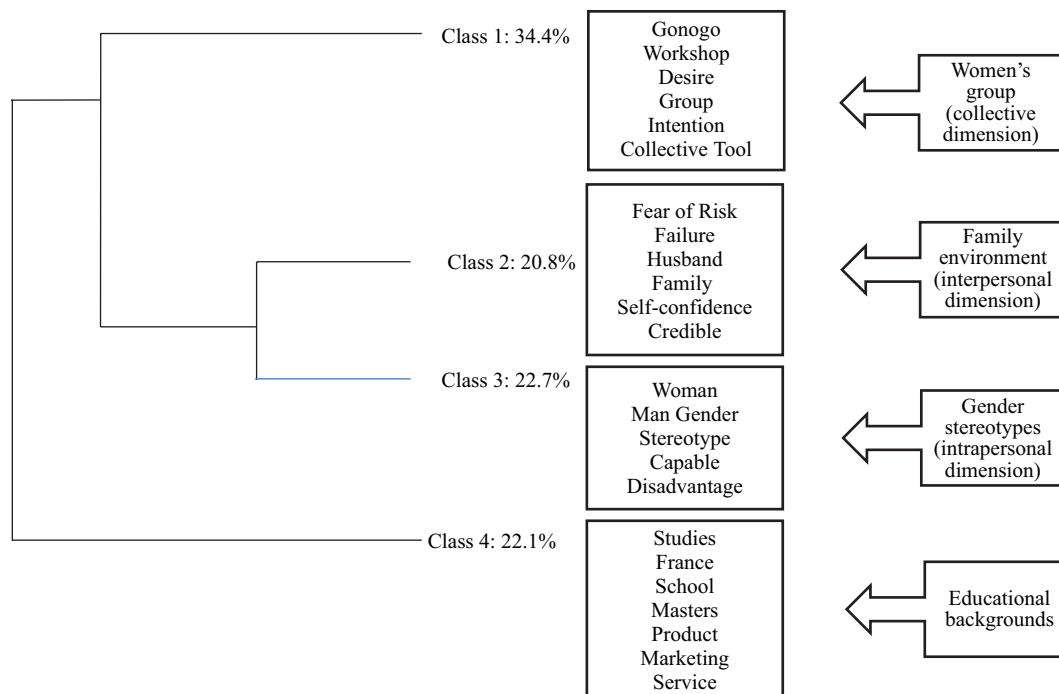 Class 1: 34.4%
Gonogo
Workshop
Desire
Group
Intention
Collective Tool
Women’s
group
(collective
dimension)
Class 2: 20.8%
Fear of Risk
Failure
Husband
Family
Self-confidence
Credible
Family
environment
(interpersonal
dimension)
Class 3: 22.7%
Woman
Man Gender
Stereotype
Capable
Disadvantage
Gender
stereotypes
(intrapersonal
dimension)
Class 4: 22.1%
Studies
France
School
Masters
Product
Marketing
Service
Educational
backgrounds